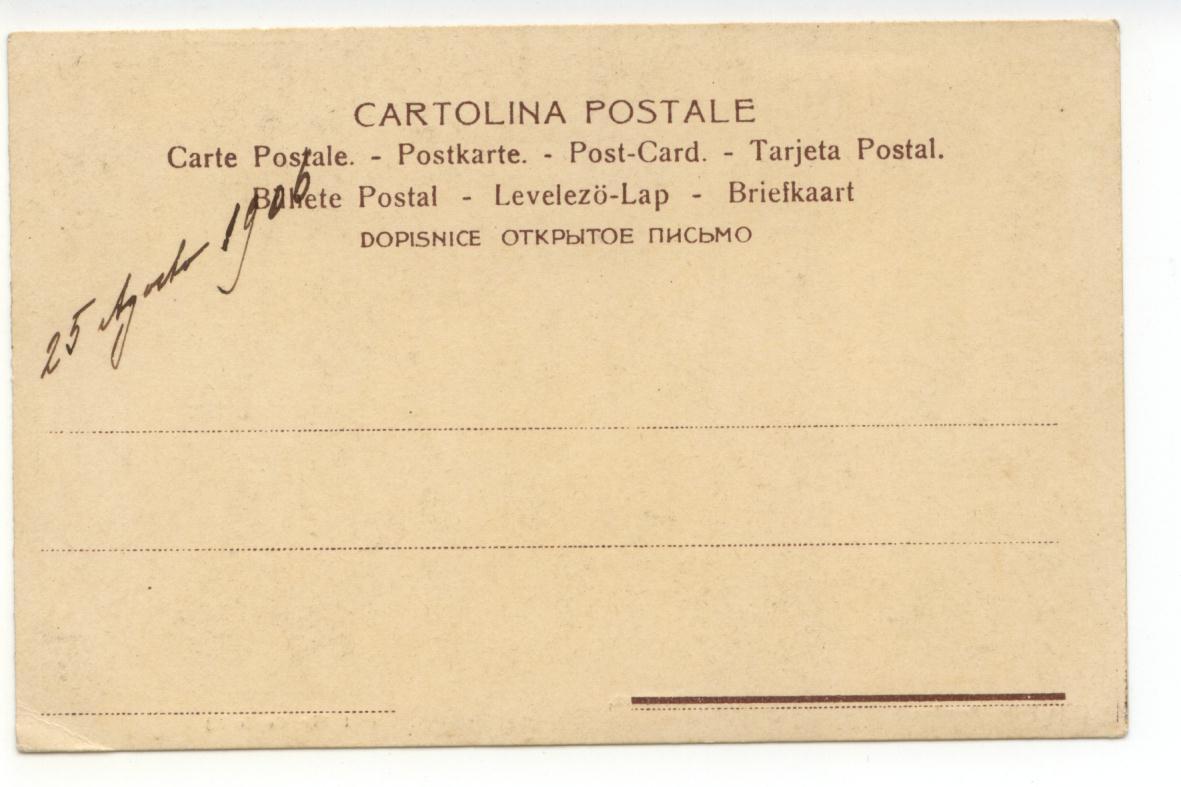 CARTOLINA POSTALE
Carte Postale. - Postkarte. - Post-Card. - Tarjeta Postal.
Bilhete Postal - Levelezö-Lap - Briefkaart
DOPISNICE ОТКРЫТОЕ ПИСЬМО
25 Agosto 1906